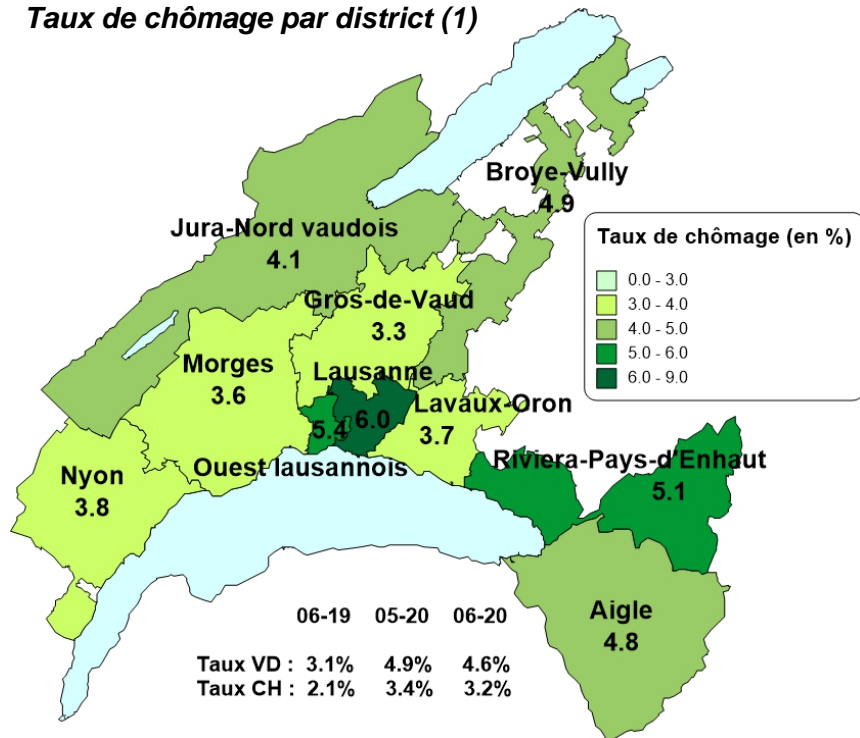 Taux de chômage par district (1)
Broye-Vully
4.9
Jura-Nord vaudois
4.1
Taux de chômage (en %)
0.0 - 3.0
3.0 - 4.0
4.0 - 5.0
5.0 - 6.0
6.0 - 9.0
Gros-de-Vaud
3.3
Morges
3.6
Lausanne
6.0
5.4
Lavaux-Oron
3.7
Ouest lausannois
Riviera-Pays-d'Enhaut
5.1
Nyon
3.8
Aigle
4.8
06-19 05-20 06-20
Taux VD : 3.1% 4.9% 4.6%
Taux CH : 2.1% 3.4% 3.2%